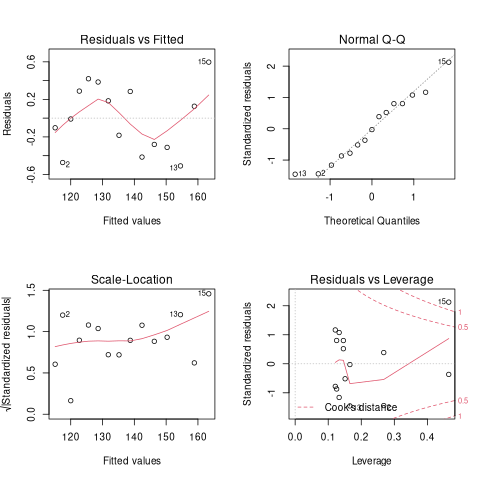 Residuals vs Fitted
Residuals
-0.6 -0.2 0.2 0.6
15
2
13
120 130 140 150 160
Fitted values
Normal Q-Q
Standardized residuals
-1 0 1 2
15
13
2
-1 0 1
Theoretical Quantiles
Scale-Location
√|Standardized residuals|
0.0 0.5 1.0 1.5
15
2
13
120 130 140 150 160
Fitted values
Residuals vs Leverage
Standardized residuals
-1 0 1 2
15
1
0.5
0.5
1
Cook's distance
0.0 0.1 0.2 0.3 0.4
Leverage